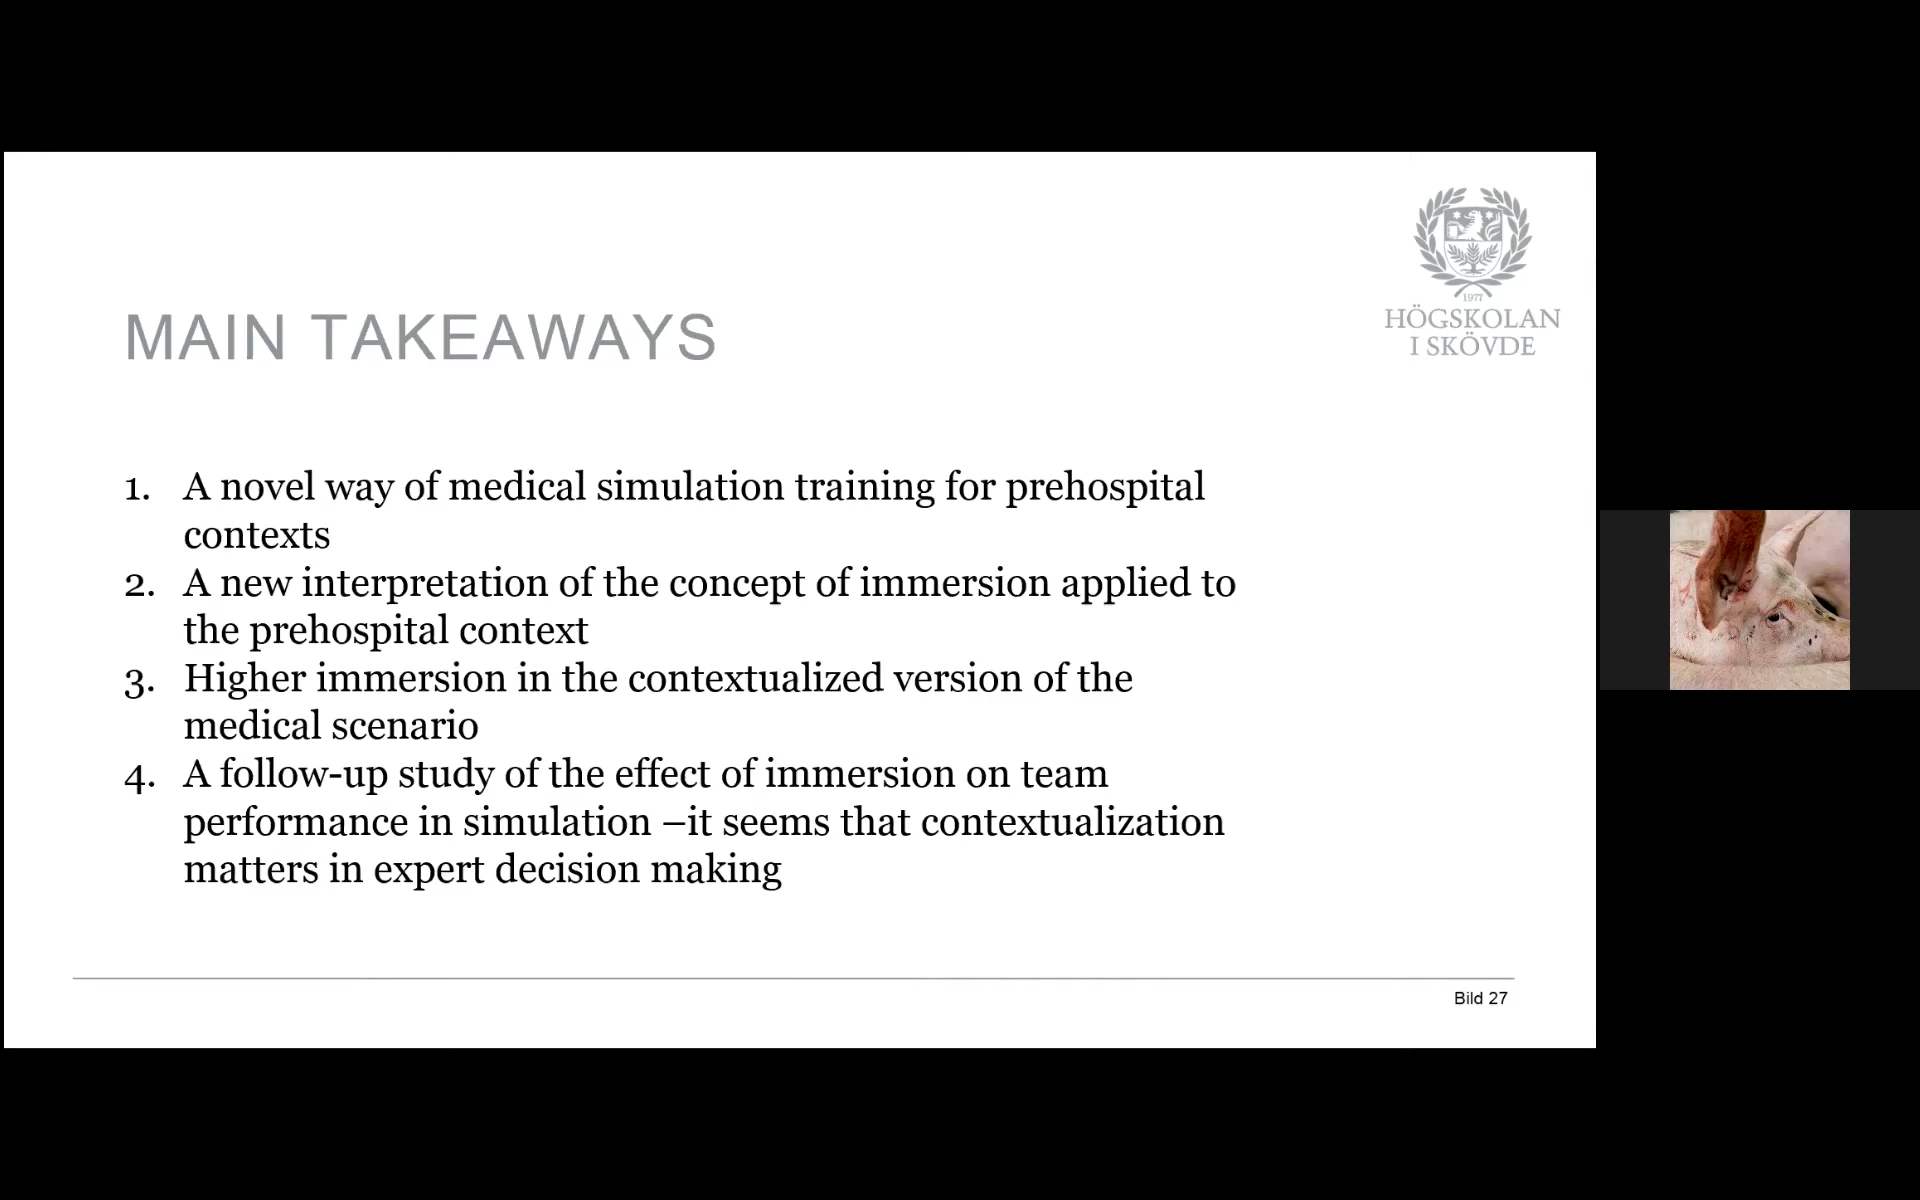 1977
HÖGSKOLAN
I SKÖVDE
MAIN TAKEAWAYS
1. A novel way of medical simulation training for prehospital
contexts
2. A new interpretation of the concept of immersion applied to
the prehospital context
3. Higher immersion in the contextualized version of the
medical scenario
4. A follow-up study of the effect of immersion on team
performance in simulation –it seems that contextualization
matters in expert decision making
Bild 27